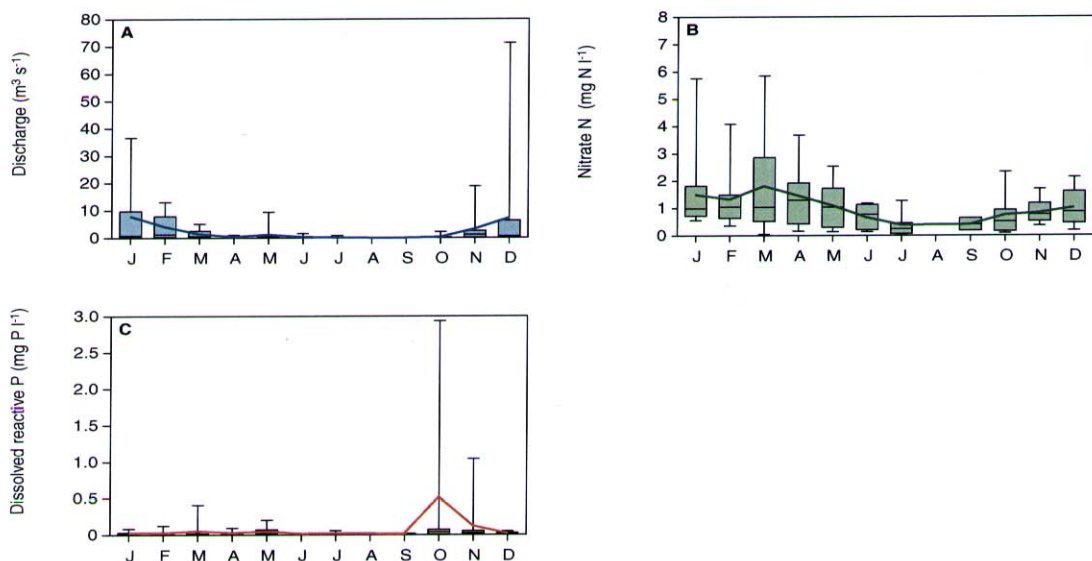 A
Discharge (m³ s⁻¹)
80
70
60
50
40
30
20
10
0
J F M A M J J A S O N D
B
Nitrate N (mg N l⁻¹)
8
7
6
5
4
3
2
1
0
J F M A M J J A S O N D
C
Dissolved reactive P (mg P l⁻¹)
3.0
2.5
2.0
1.5
1.0
0.5
0
J F M A M J J A S O N D